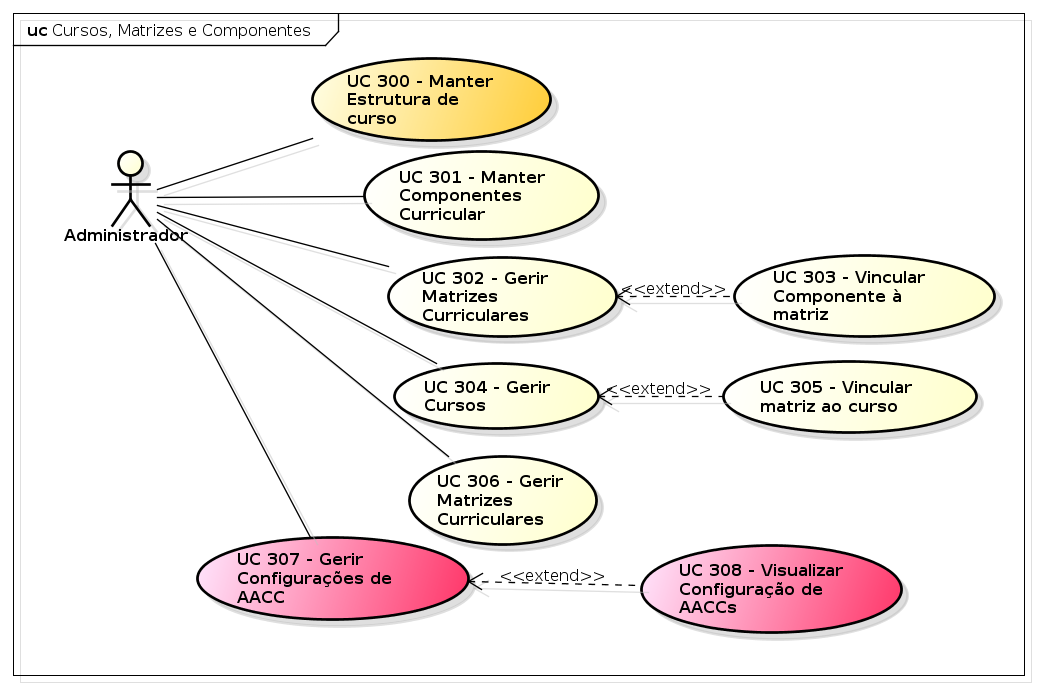 uc Cursos, Matrizes e Componentes
UC 300 - Manter
Estrutura de
curso
UC 301 - Manter
Componentes
Curricular
Administrador
UC 302 - Gerir
Matrizes
Curriculares
<<extend>>
UC 303 - Vincular
Componente à
matriz
UC 304 - Gerir
Cursos
<<extend>>
UC 305 - Vincular
matriz ao curso
UC 306 - Gerir
Matrizes
Curriculares
UC 307 - Gerir
Configurações de
AACC
<<extend>>
UC 308 - Visualizar
Configuração de
AACCs